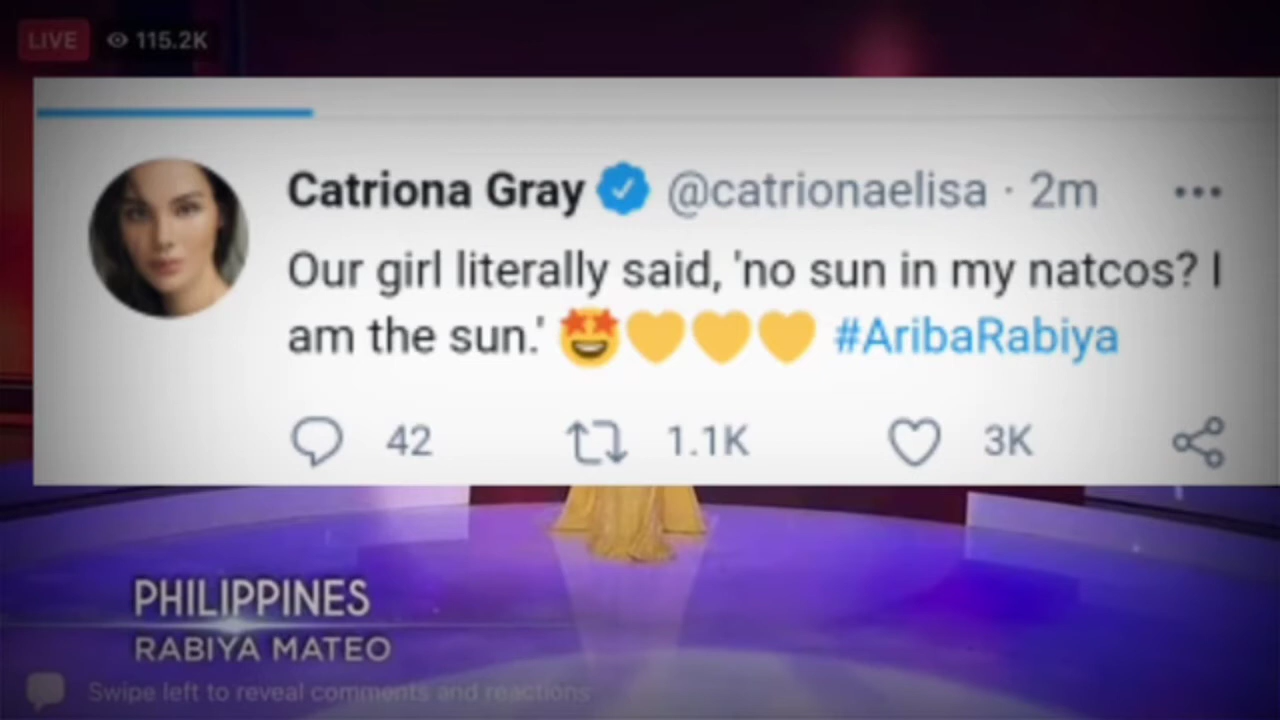 LIVE 115.2K
Catriona Gray @catrionaelisa · 2m
Our girl literally said, 'no sun in my natcos? I
am the sun.' 🤩💛💛💛 #AribaRabiya
42 1.1K 3K
PHILIPPINES
RABIYA MATEO
Swipe left to reveal comments and reactions